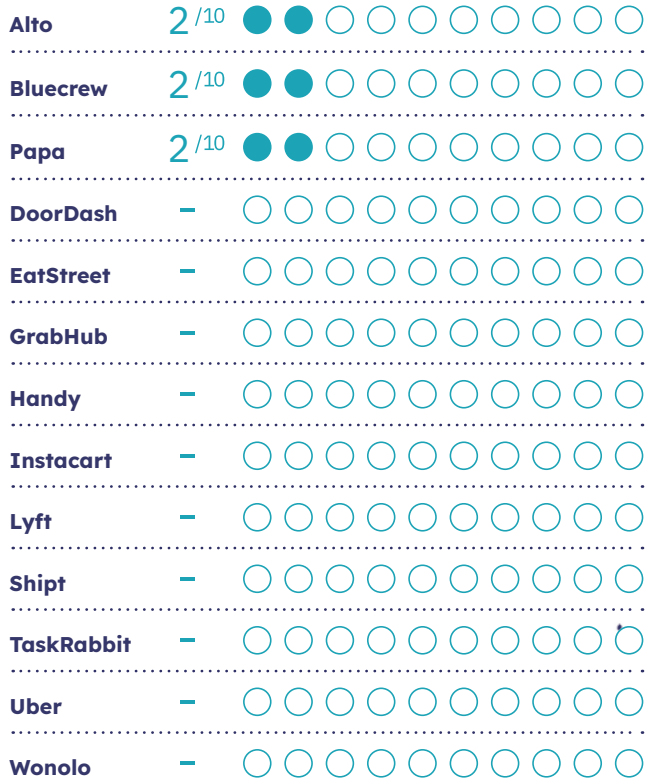 Alto 2/10
Bluecrew 2/10
Papa 2/10
DoorDash -
EatStreet -
GrabHub -
Handy -
Instacart -
Lyft -
Shipt -
TaskRabbit -
Uber -
Wonolo -